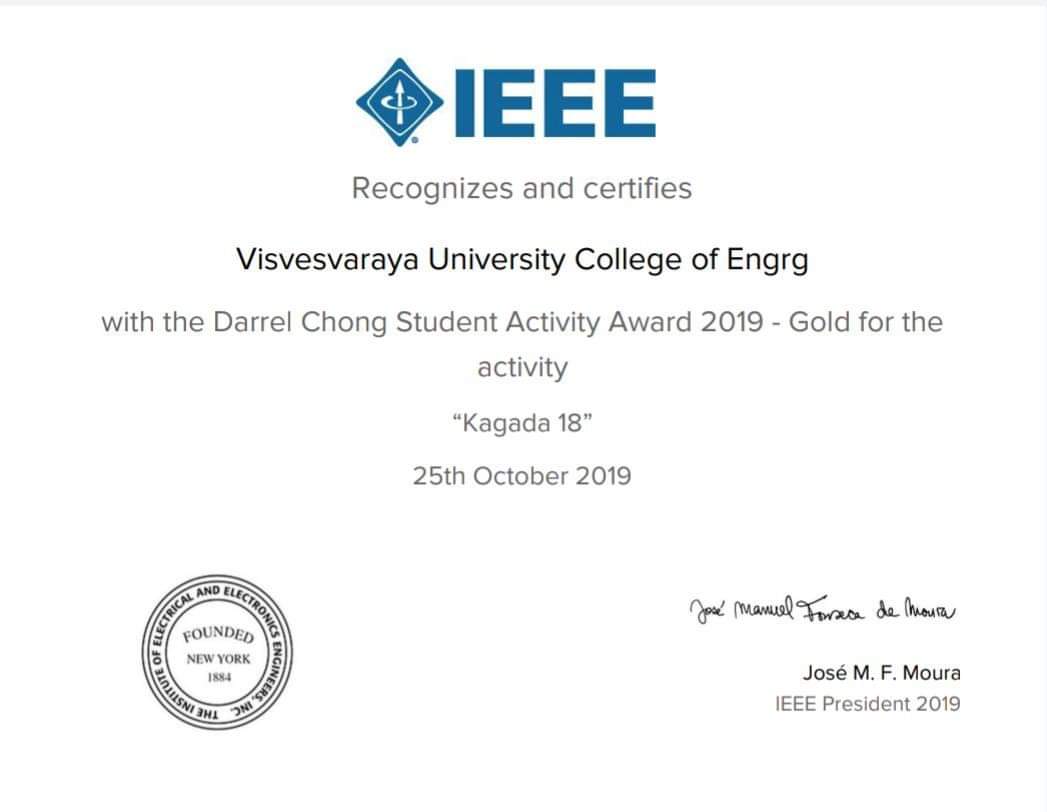 IEEE
Recognizes and certifies
Visvesvaraya University College of Engrg
with the Darrel Chong Student Activity Award 2019 - Gold for the
activity
“Kagada 18”
25th October 2019
THE INSTITUTE OF ELECTRICAL AND ELECTRONICS ENGINEERS, INC.
FOUNDED
NEW YORK
1884
José Manuel Fonseca de Moura
José M. F. Moura
IEEE President 2019